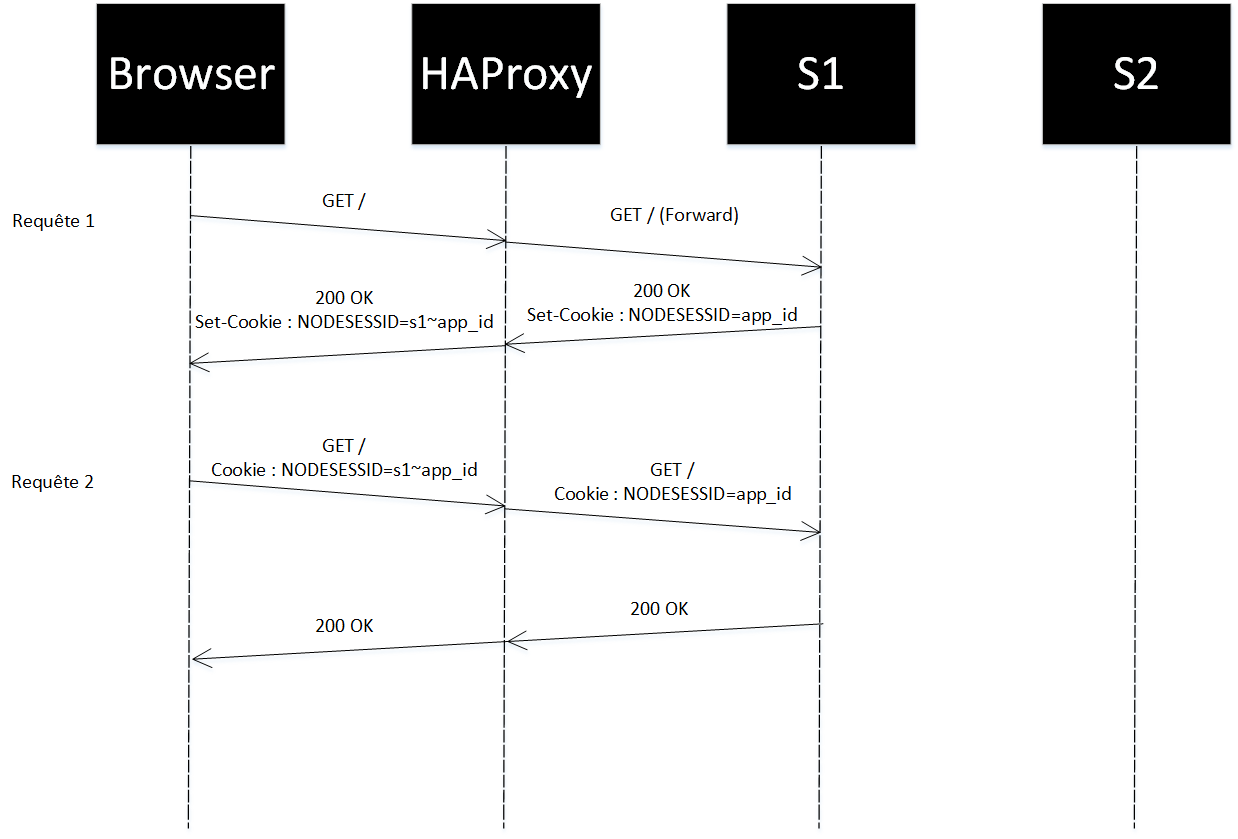 Browser
HAProxy
S1
S2
Requête 1
GET /
GET / (Forward)
200 OK
Set-Cookie : NODESESSID=app_id
200 OK
Set-Cookie : NODESESSID=s1~app_id
Requête 2
GET /
Cookie : NODESESSID=s1~app_id
GET /
Cookie : NODESESSID=app_id
200 OK
200 OK